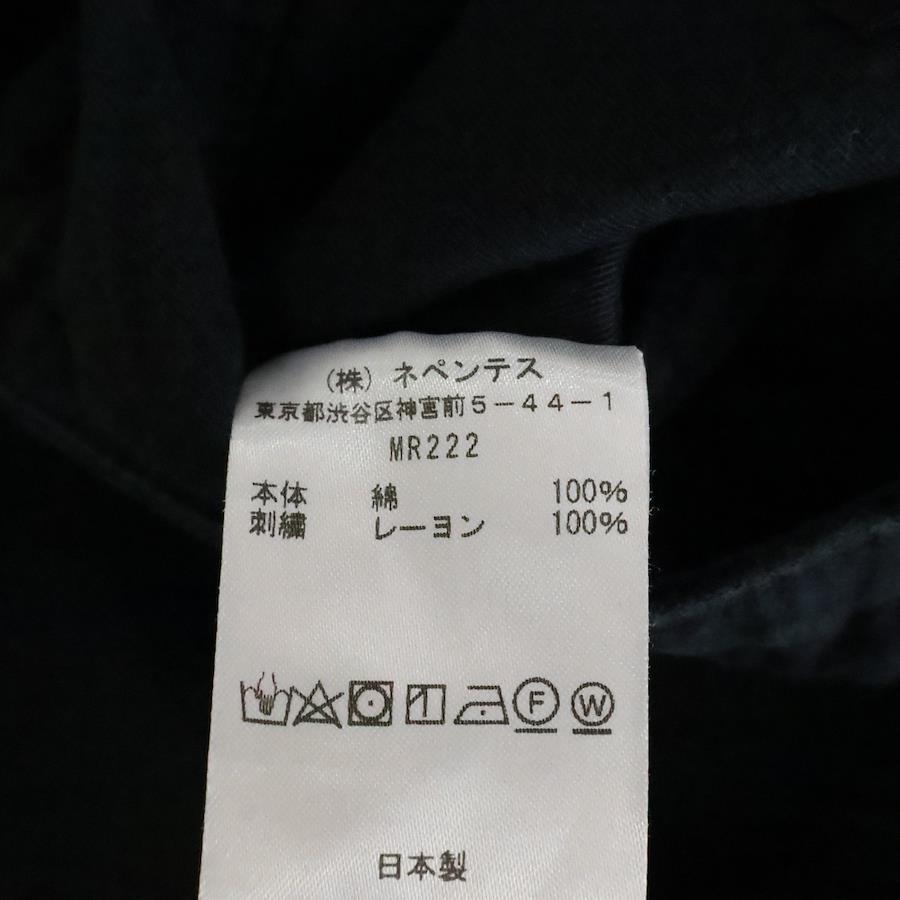 (株) ネペンテス
東京都渋谷区神宮前5-44-1
MR222
本体 綿 100%
刺繍 レーヨン 100%
F W
日本製